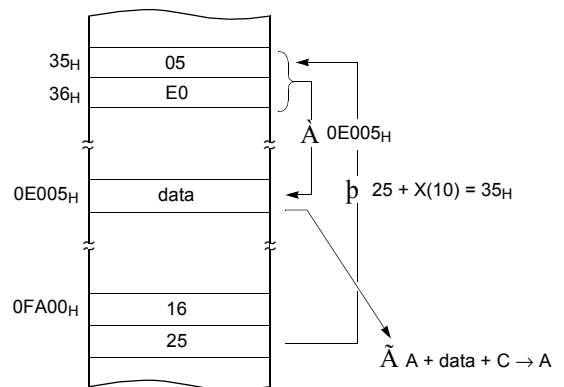 35H 05
36H E0
À 0E005H
0E005H data
þ 25 + X(10) = 35H
0FA00H 16
25
Ã A + data + C → A